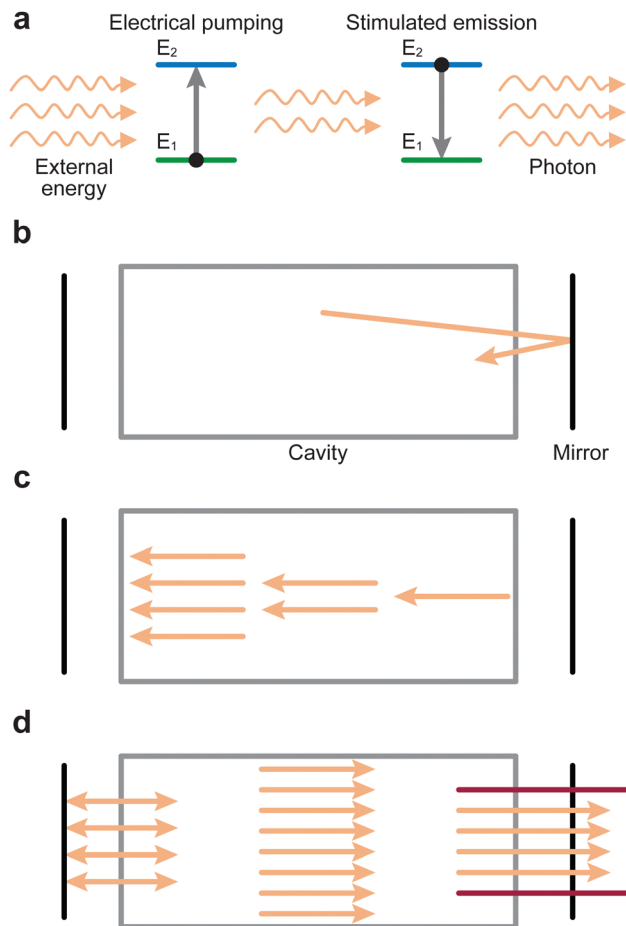 a
Electrical pumping
Stimulated emission
E₂
E₂
E₁
E₁
External
energy
Photon
b
Cavity
Mirror
c
d